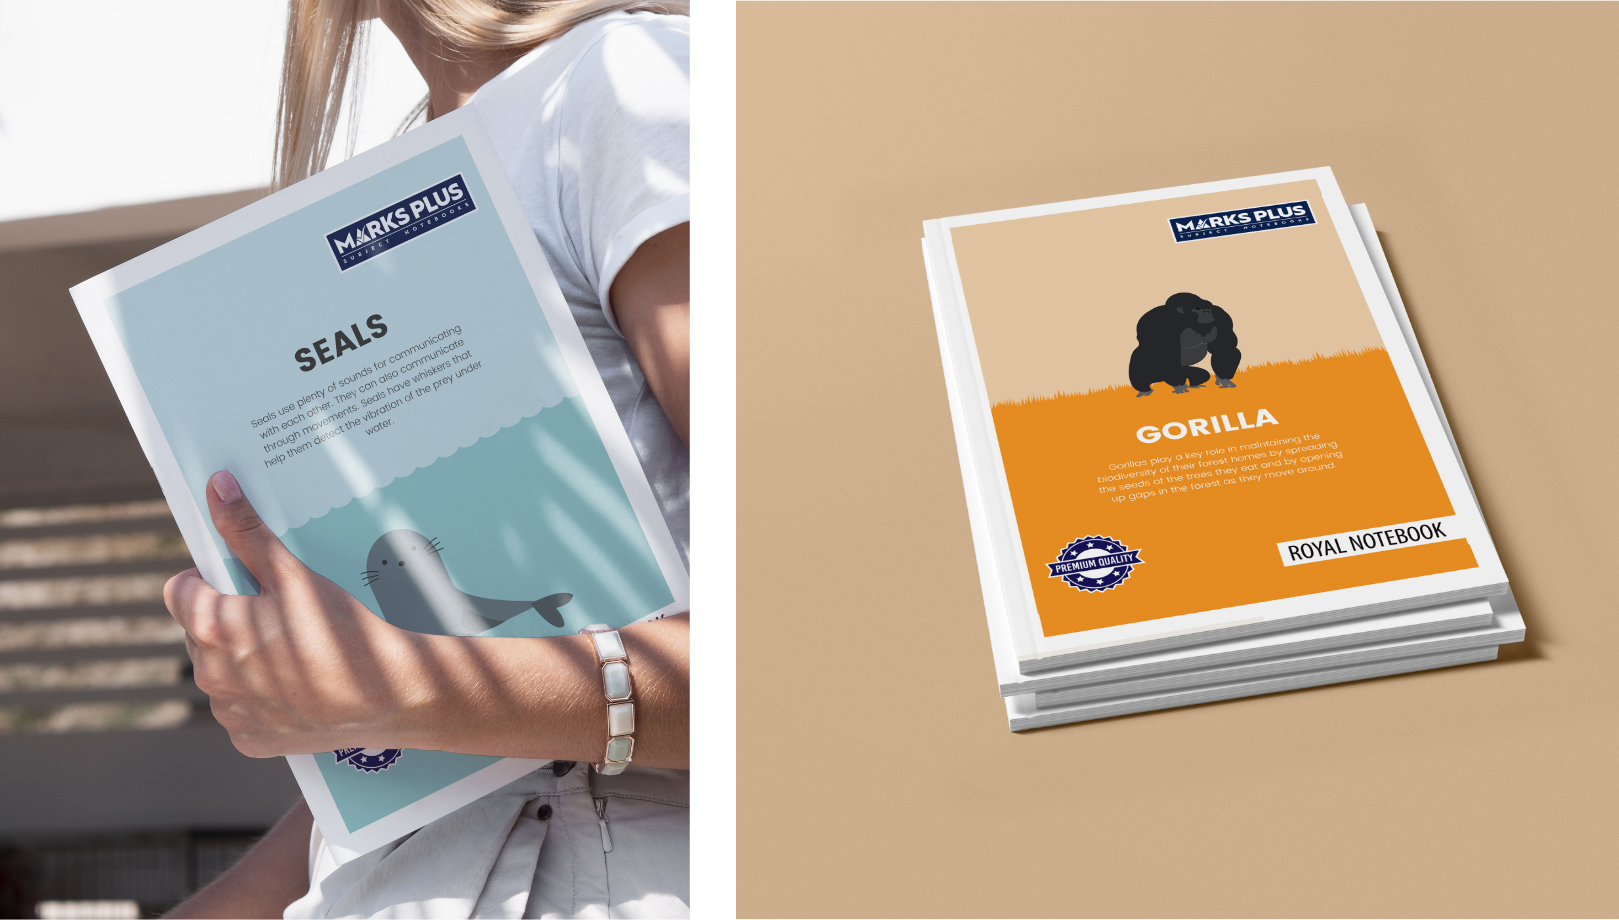 MARKS PLUS
SUBJECT NOTEBOOKS
SEALS
Seals use plenty of sounds for communicating
with each other. They can also communicate
through movements. Seals have whiskers that
help them detect the vibration of the prey under
water.
MARKS PLUS
SUBJECT NOTEBOOKS
GORILLA
Gorillas play a key role in maintaining the
biodiversity of their forest homes by spreading
the seeds of the trees they eat and by opening
up gaps in the forest as they move around.
PREMIUM QUALITY
ROYAL NOTEBOOK